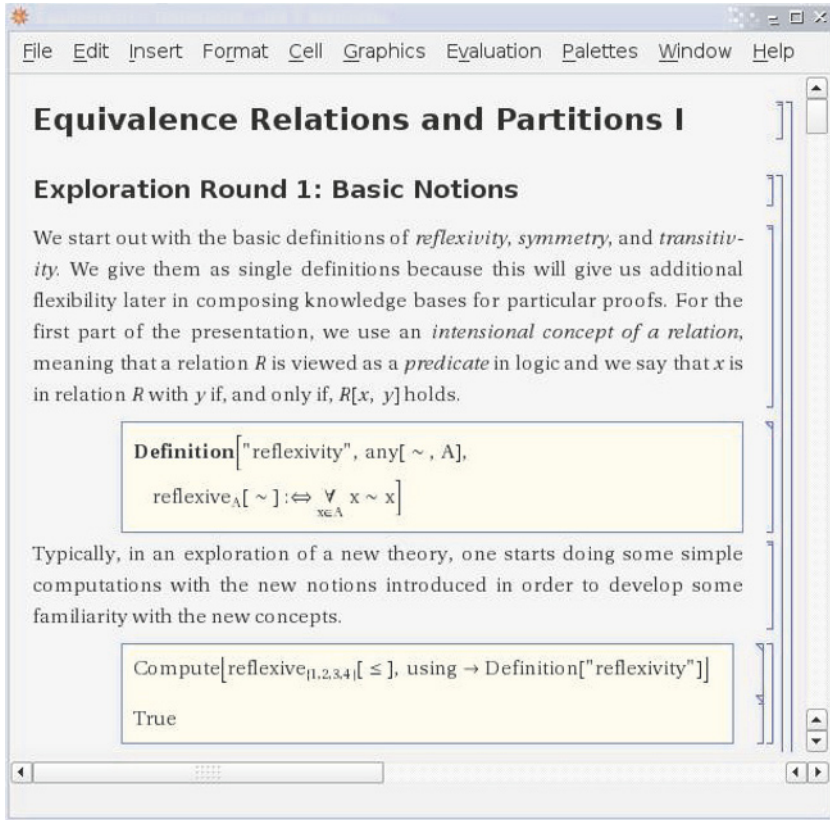 File Edit Insert Format Cell Graphics Evaluation Palettes Window Help
Equivalence Relations and Partitions I
Exploration Round 1: Basic Notions
We start out with the basic definitions of reflexivity, symmetry, and transitiv-
ity. We give them as single definitions because this will give us additional
flexibility later in composing knowledge bases for particular proofs. For the
first part of the presentation, we use an intensional concept of a relation,
meaning that a relation R is viewed as a predicate in logic and we say that x is
in relation R with y if, and only if, R[x, y] holds.
Definition["reflexivity", any[ ~ , A],
reflexive_A[ ~ ] :⇔ ∀ x ~ x]
x∈A
Typically, in an exploration of a new theory, one starts doing some simple
computations with the new notions introduced in order to develop some
familiarity with the new concepts.
Compute[reflexive_{1,2,3,4}[ ≤ ], using → Definition["reflexivity"]]
True